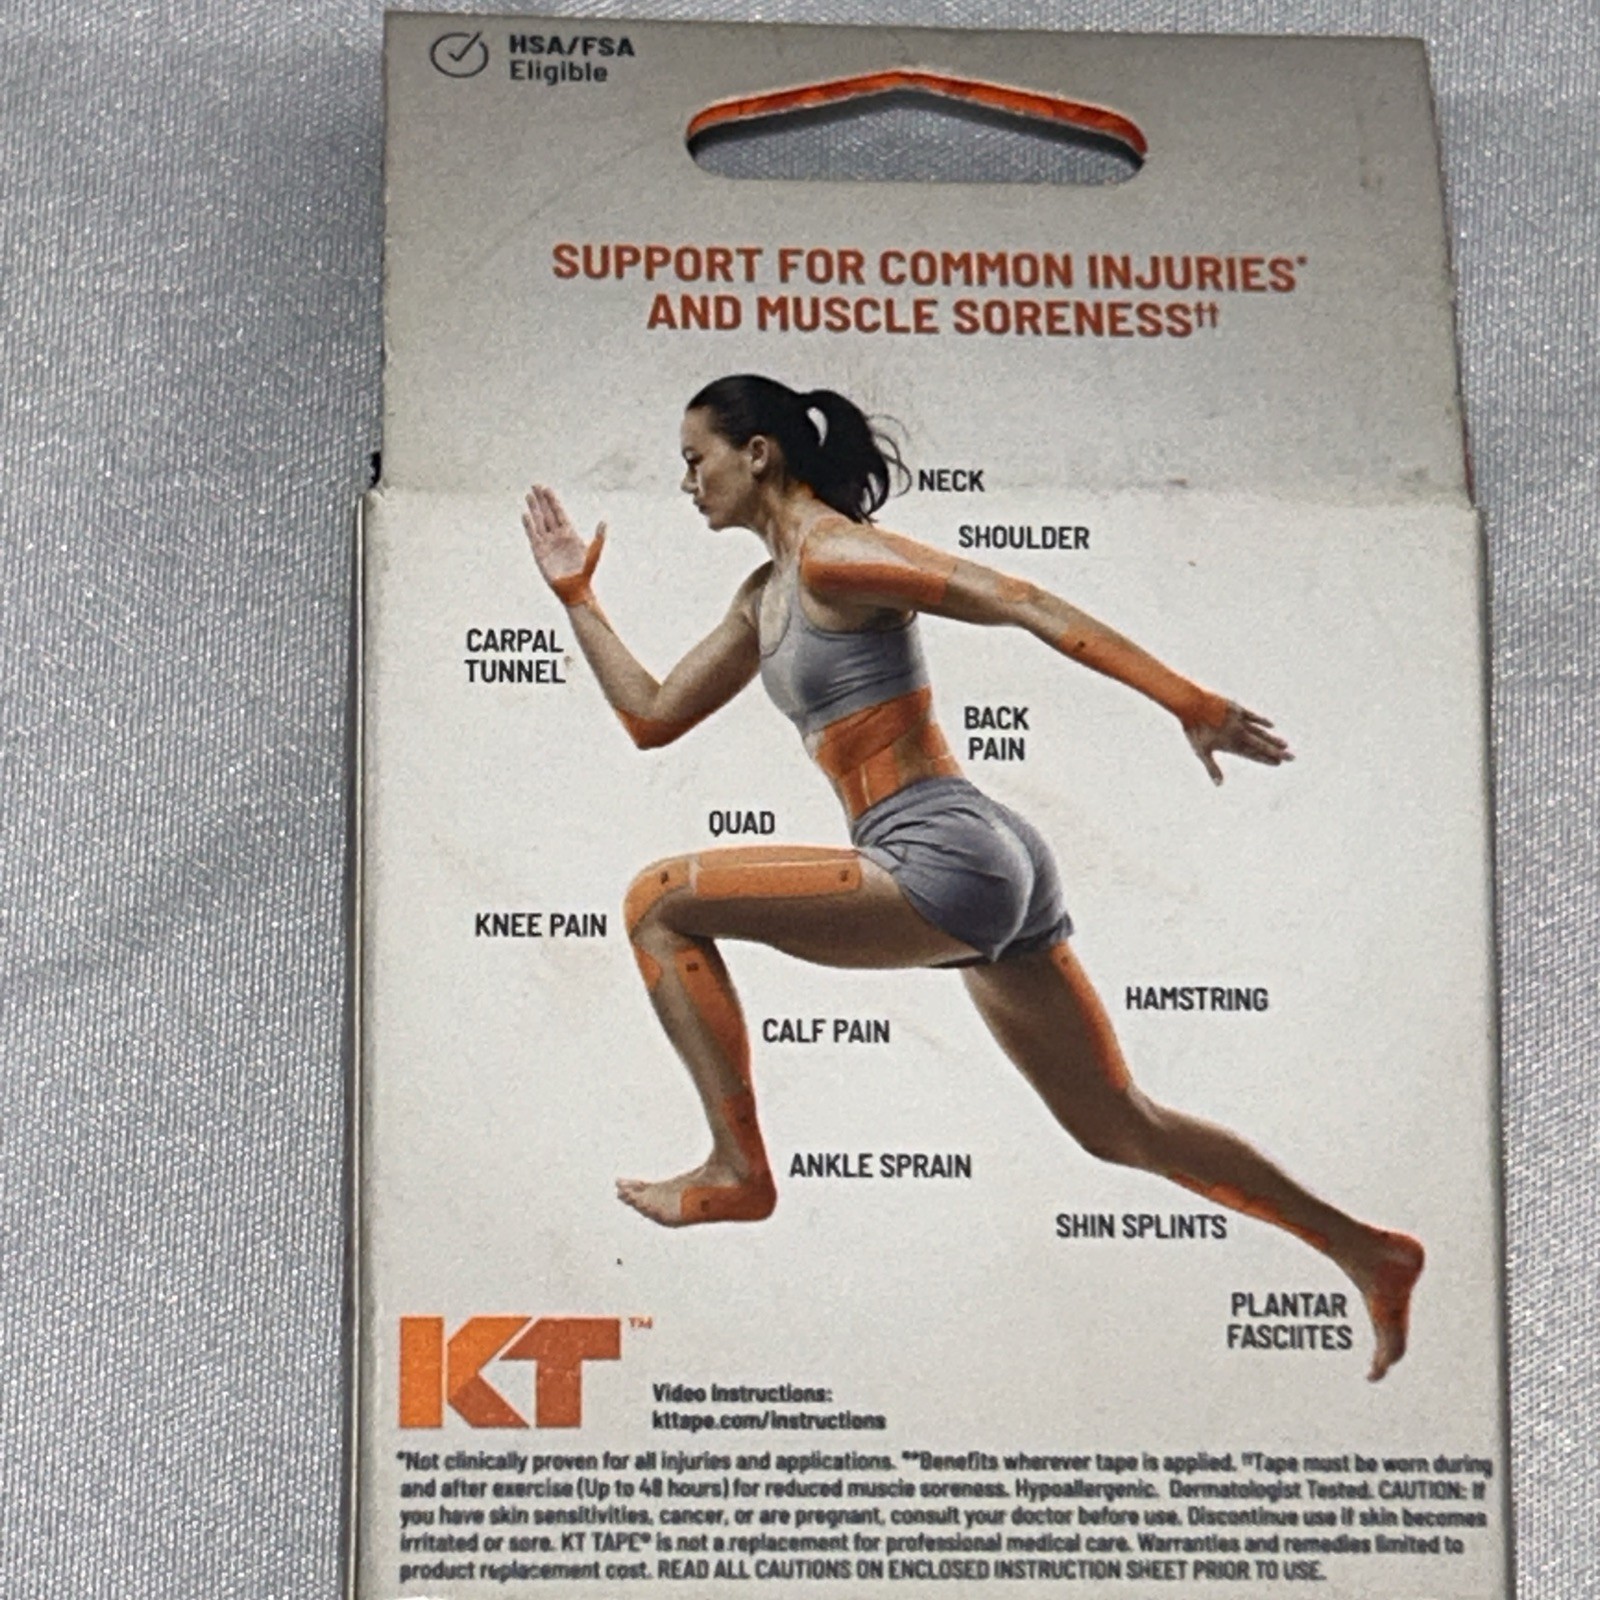 HSA/FSA
Eligible
SUPPORT FOR COMMON INJURIES*
AND MUSCLE SORENESS††
NECK
SHOULDER
CARPAL
TUNNEL†
BACK
PAIN
QUAD
KNEE PAIN
HAMSTRING
CALF PAIN
ANKLE SPRAIN
SHIN SPLINTS
PLANTAR
FASCIITES
KT™
Video Instructions:
kttape.com/instructions
*Not clinically proven for all injuries and applications. **Benefits wherever tape is applied. ††Tape must be worn during
and after exercise (Up to 48 hours) for reduced muscle soreness. Hypoallergenic. Dermatologist Tested. CAUTION: If
you have skin sensitivities, cancer, or are pregnant, consult your doctor before use. Discontinue use if skin becomes
irritated or sore. KT TAPE® is not a replacement for professional medical care. Warranties and remedies limited to
product replacement cost. READ ALL CAUTIONS ON ENCLOSED INSTRUCTION SHEET PRIOR TO USE.